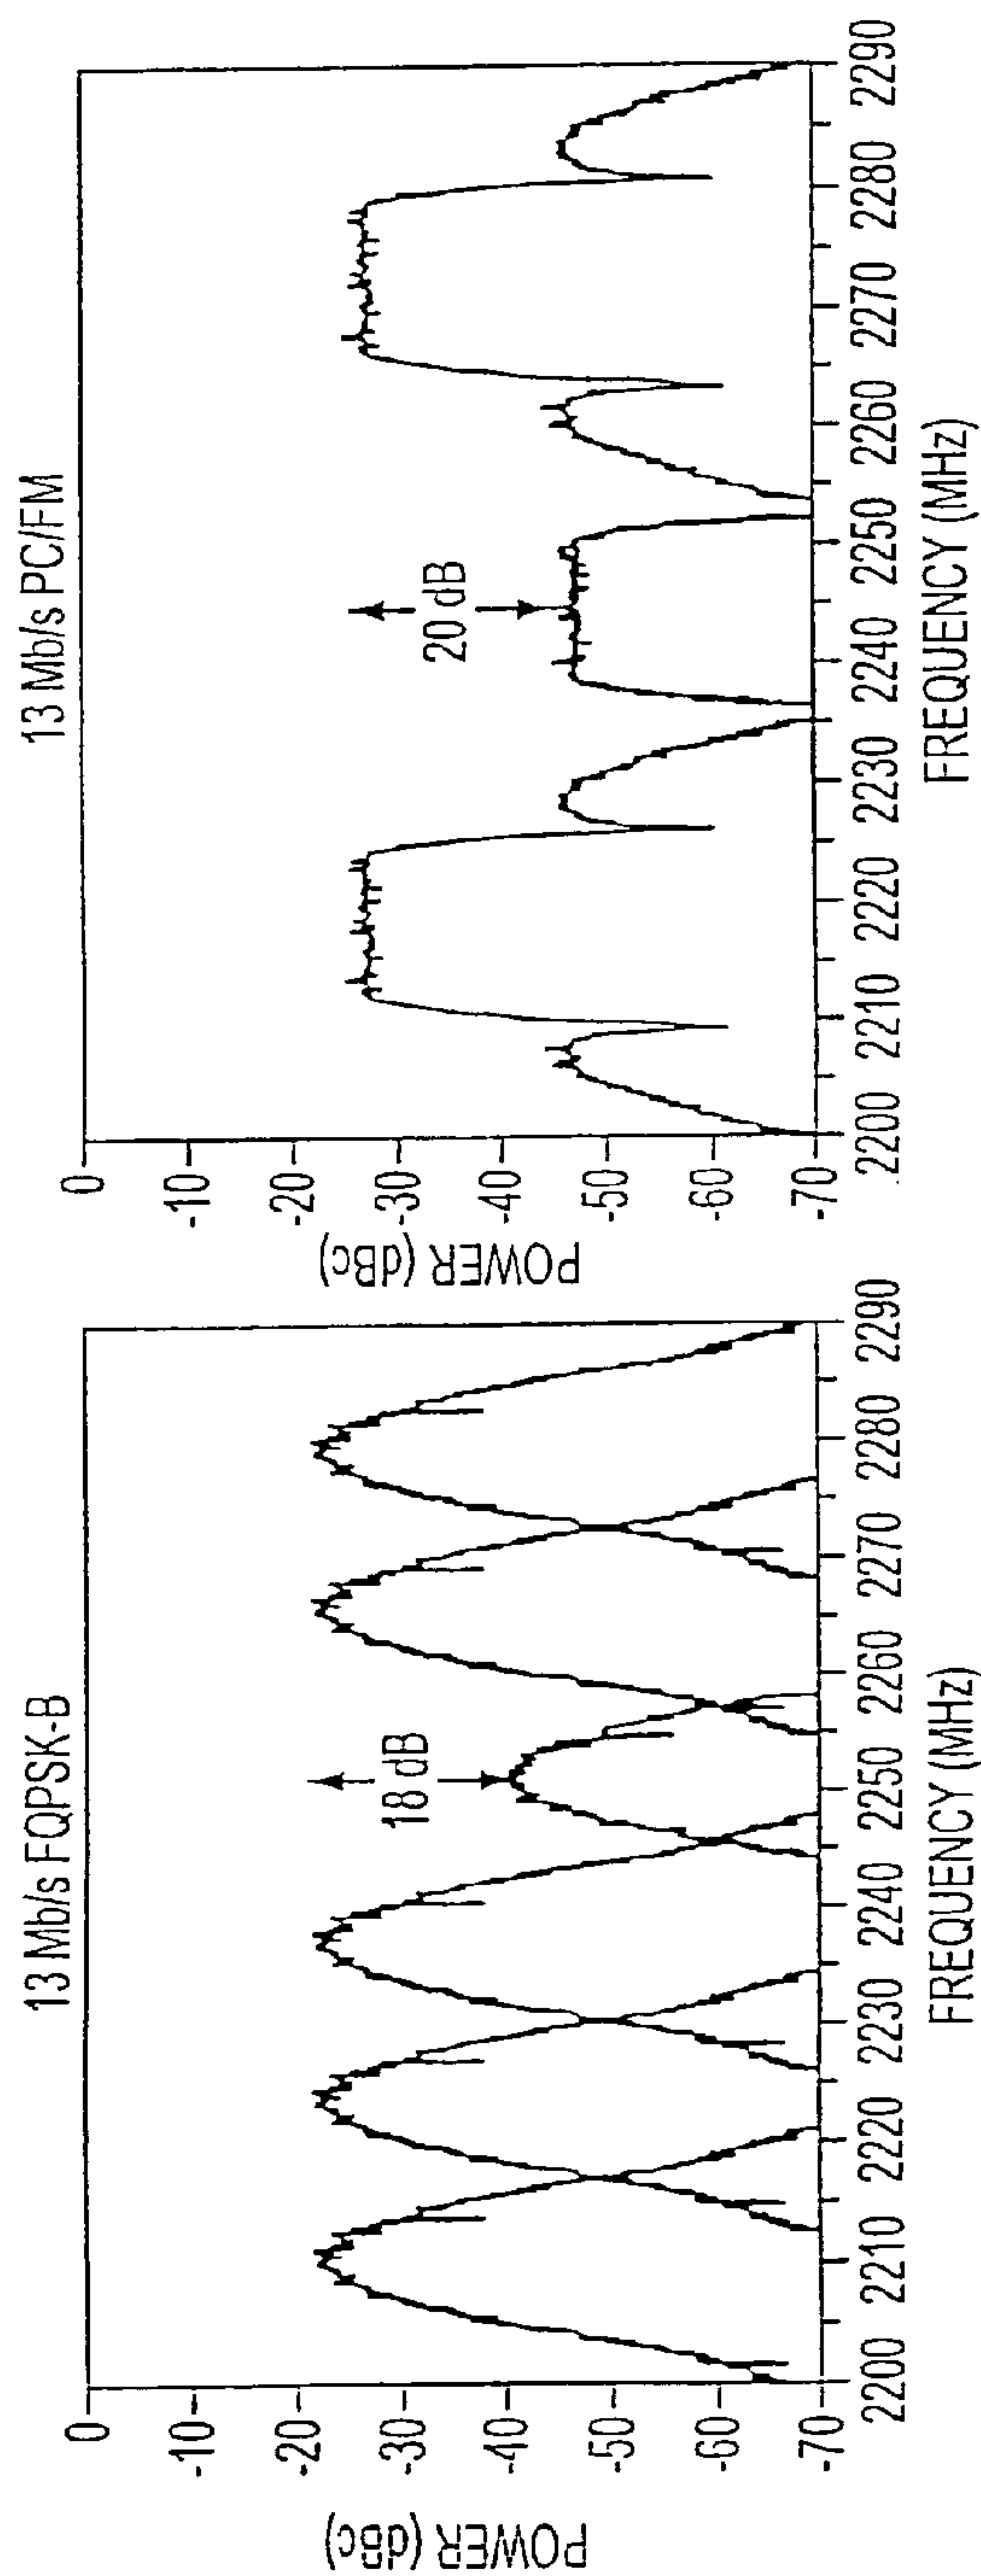 13 Mb/s FQPSK-B
POWER (dBc)
0
-10
-20
-30
-40
-50
-60
-70
18 dB
2200 2210 2220 2230 2240 2250 2260 2270 2280 2290
FREQUENCY (MHz)
13 Mb/s PC/FM
POWER (dBc)
0
-10
-20
-30
-40
-50
-60
-70
20 dB
2200 2210 2220 2230 2240 2250 2260 2270 2280 2290
FREQUENCY (MHz)